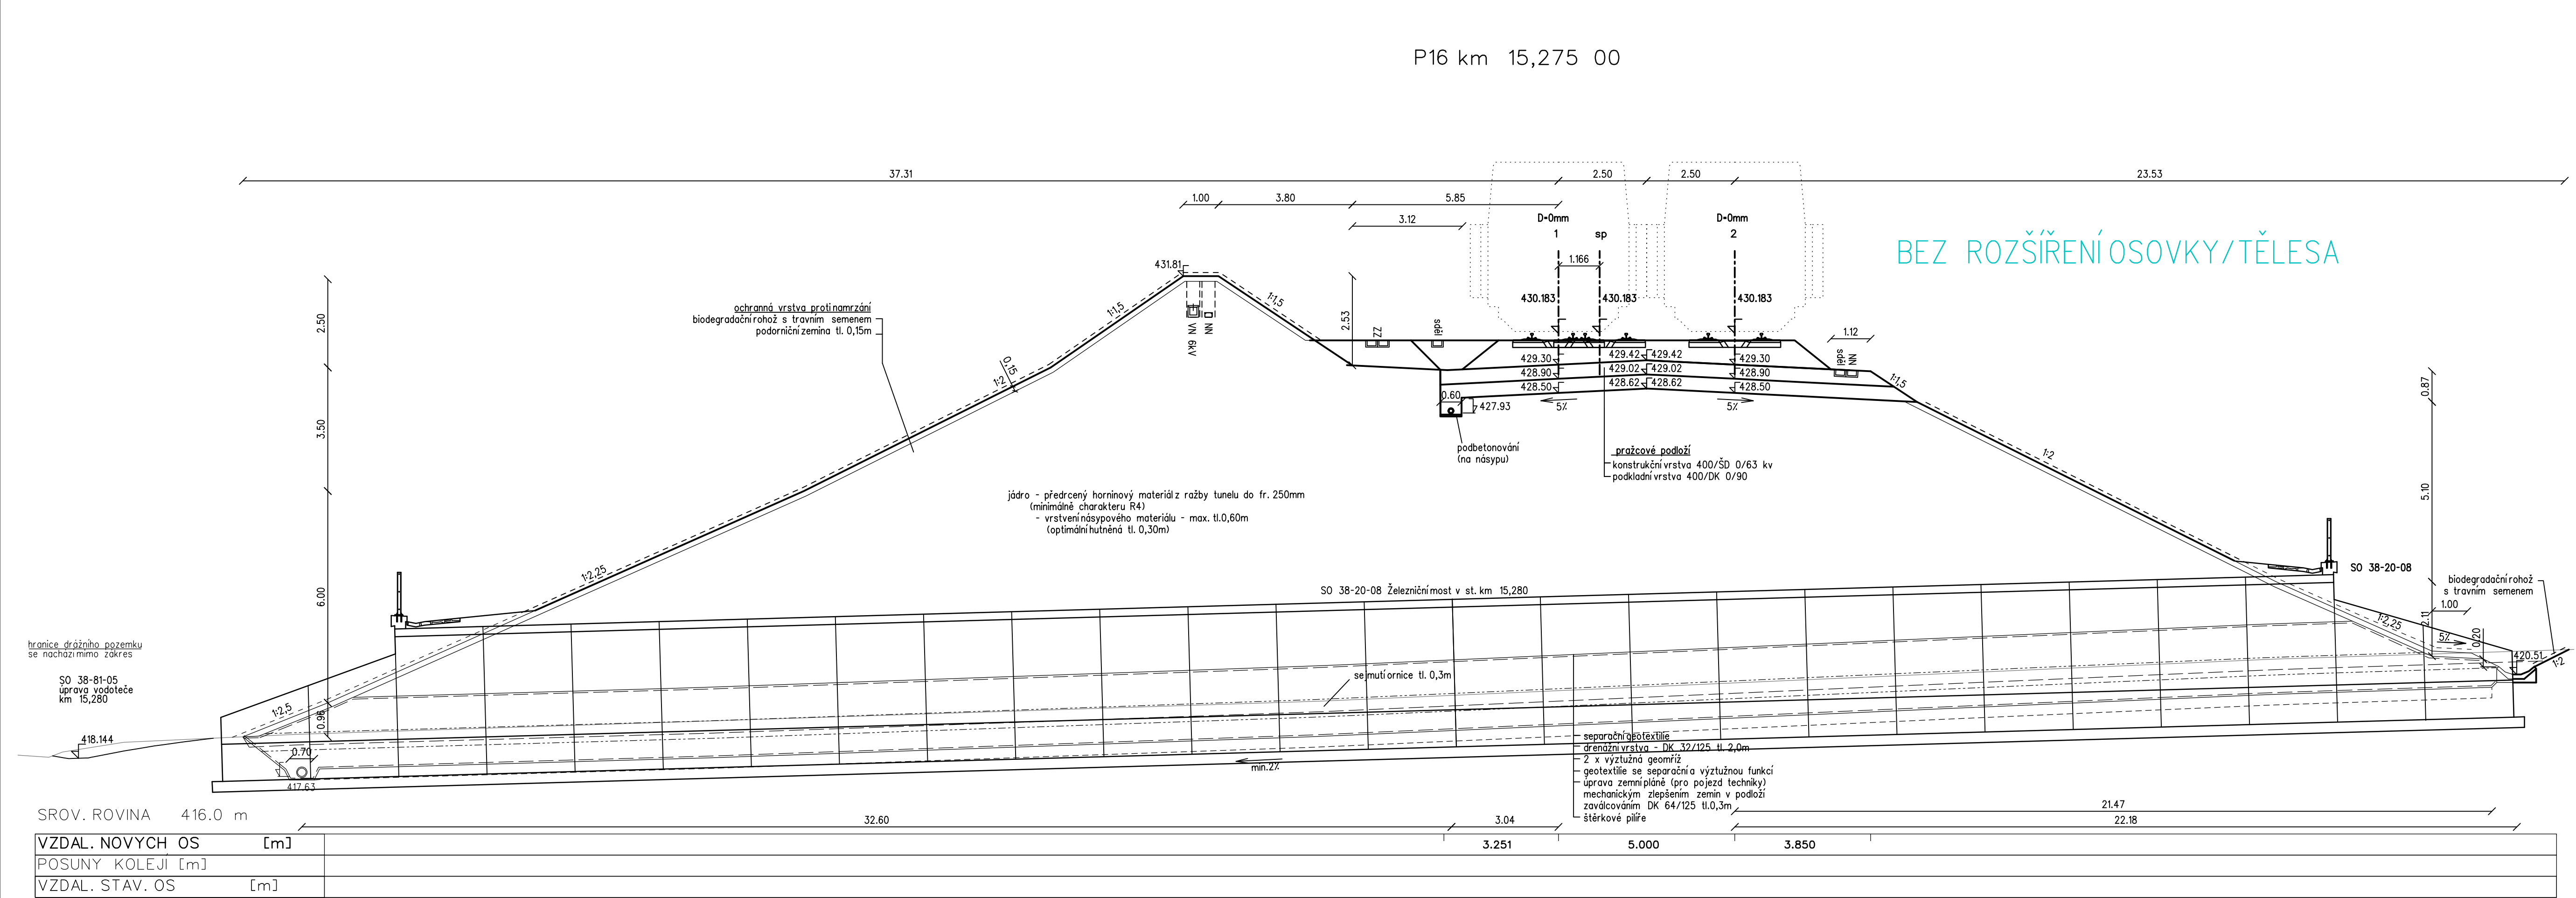 P16 km 15,275 00
37.31
2.50
2.50
23.53
1.00
3.80
5.85
3.12
D=0mm
D=0mm
1
sp
2
BEZ ROZŠÍŘENÍ OSOVKY/TĚLESA
1.166
431.81
430.183
430.183
430.183
ochranná vrstva proti namrzání
biodegradační rohož s travním semenem
podorniční zemina tl. 0,15m
2.50
1:1,5
1:1,5
2.53
VN 6kV
NN
ZZ
sděl
1.12
sděl
NN
0,15
1:2
429.30
429.42
429.42
429.30
428.90
429.02
429.02
428.90
428.50
428.62
428.62
428.50
0.60
427.93
5%
5%
1:1,5
0.87
3.50
podbetonování
(na násypu)
pražcové podloží
konstrukční vrstva 400/ŠD 0/63 kv
podkladní vrstva 400/DK 0/90
1:2
5.10
jádro - předrcený horninový materiál z ražby tunelu do fr. 250mm
(minimálně charakteru R4)
- vrstvení násypového materiálu - max. tl.0,60m
(optimální hutněná tl. 0,30m)
1:2,25
6.00
SO 38-20-08 Železniční most v st. km 15,280
SO 38-20-08
biodegradační rohož
s travním semenem
1.00
2.11
1:2,25
5%
0.20
420.51
1:2
hranice drážního pozemku
se nachází mimo zákres
SO 38-81-05
úprava vodoteče
km 15,280
418.144
1:2,5
0.96
0.70
417.63
sejmutí ornice tl. 0,3m
min.2%
separační geotextilie
drenážní vrstva - DK 32/125 tl. 2,0m
2 x výztužná geomříž
geotextilie se separační a výztužnou funkcí
úprava zemní pláně (pro pojezd techniky)
mechanickým zlepšením zemin v podloží
zaválcováním DK 64/125 tl.0,3m
štěrkové pilíře
SROV. ROVINA 416.0 m
21.47
32.60
3.04
22.18
VZDAL. NOVYCH OS [m]
3.251
5.000
3.850
POSUNY KOLEJÍ [m]
VZDAL. STAV. OS [m]